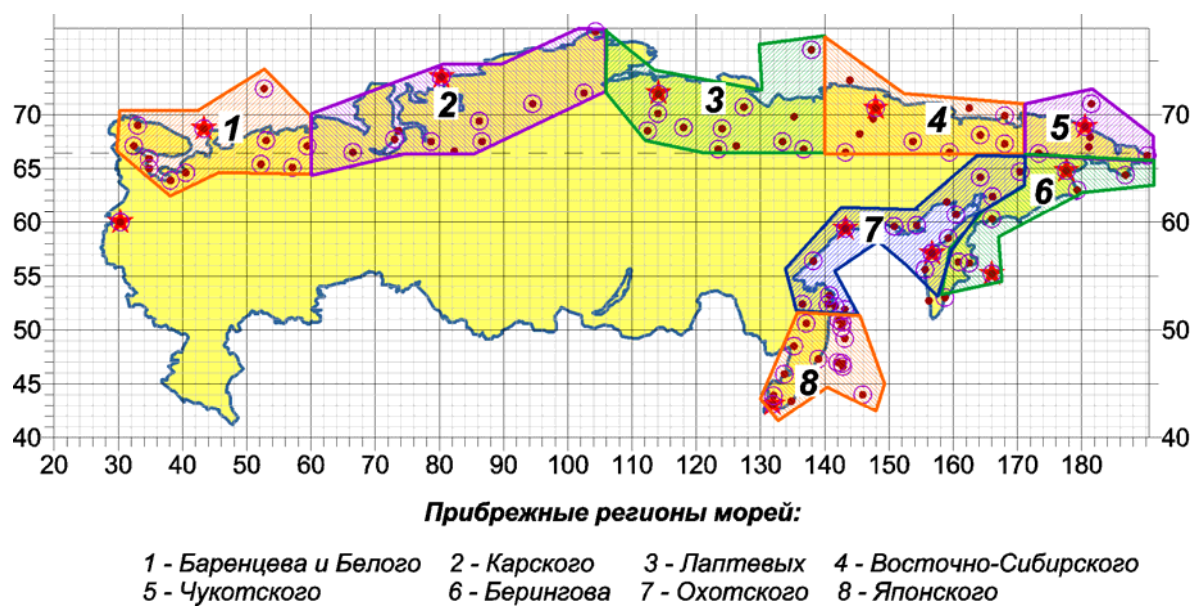 1 2 3 4 5 6 7 8
70 70
65 65
60 60
55 55
50 50
45 45
40 40
20 30 40 50 60 70 80 90 100 110 120 130 140 150 160 170 180
Прибрежные регионы морей:
1 - Баренцева и Белого 2 - Карского 3 - Лаптевых 4 - Восточно-Сибирского
5 - Чукотского 6 - Берингова 7 - Охотского 8 - Японского